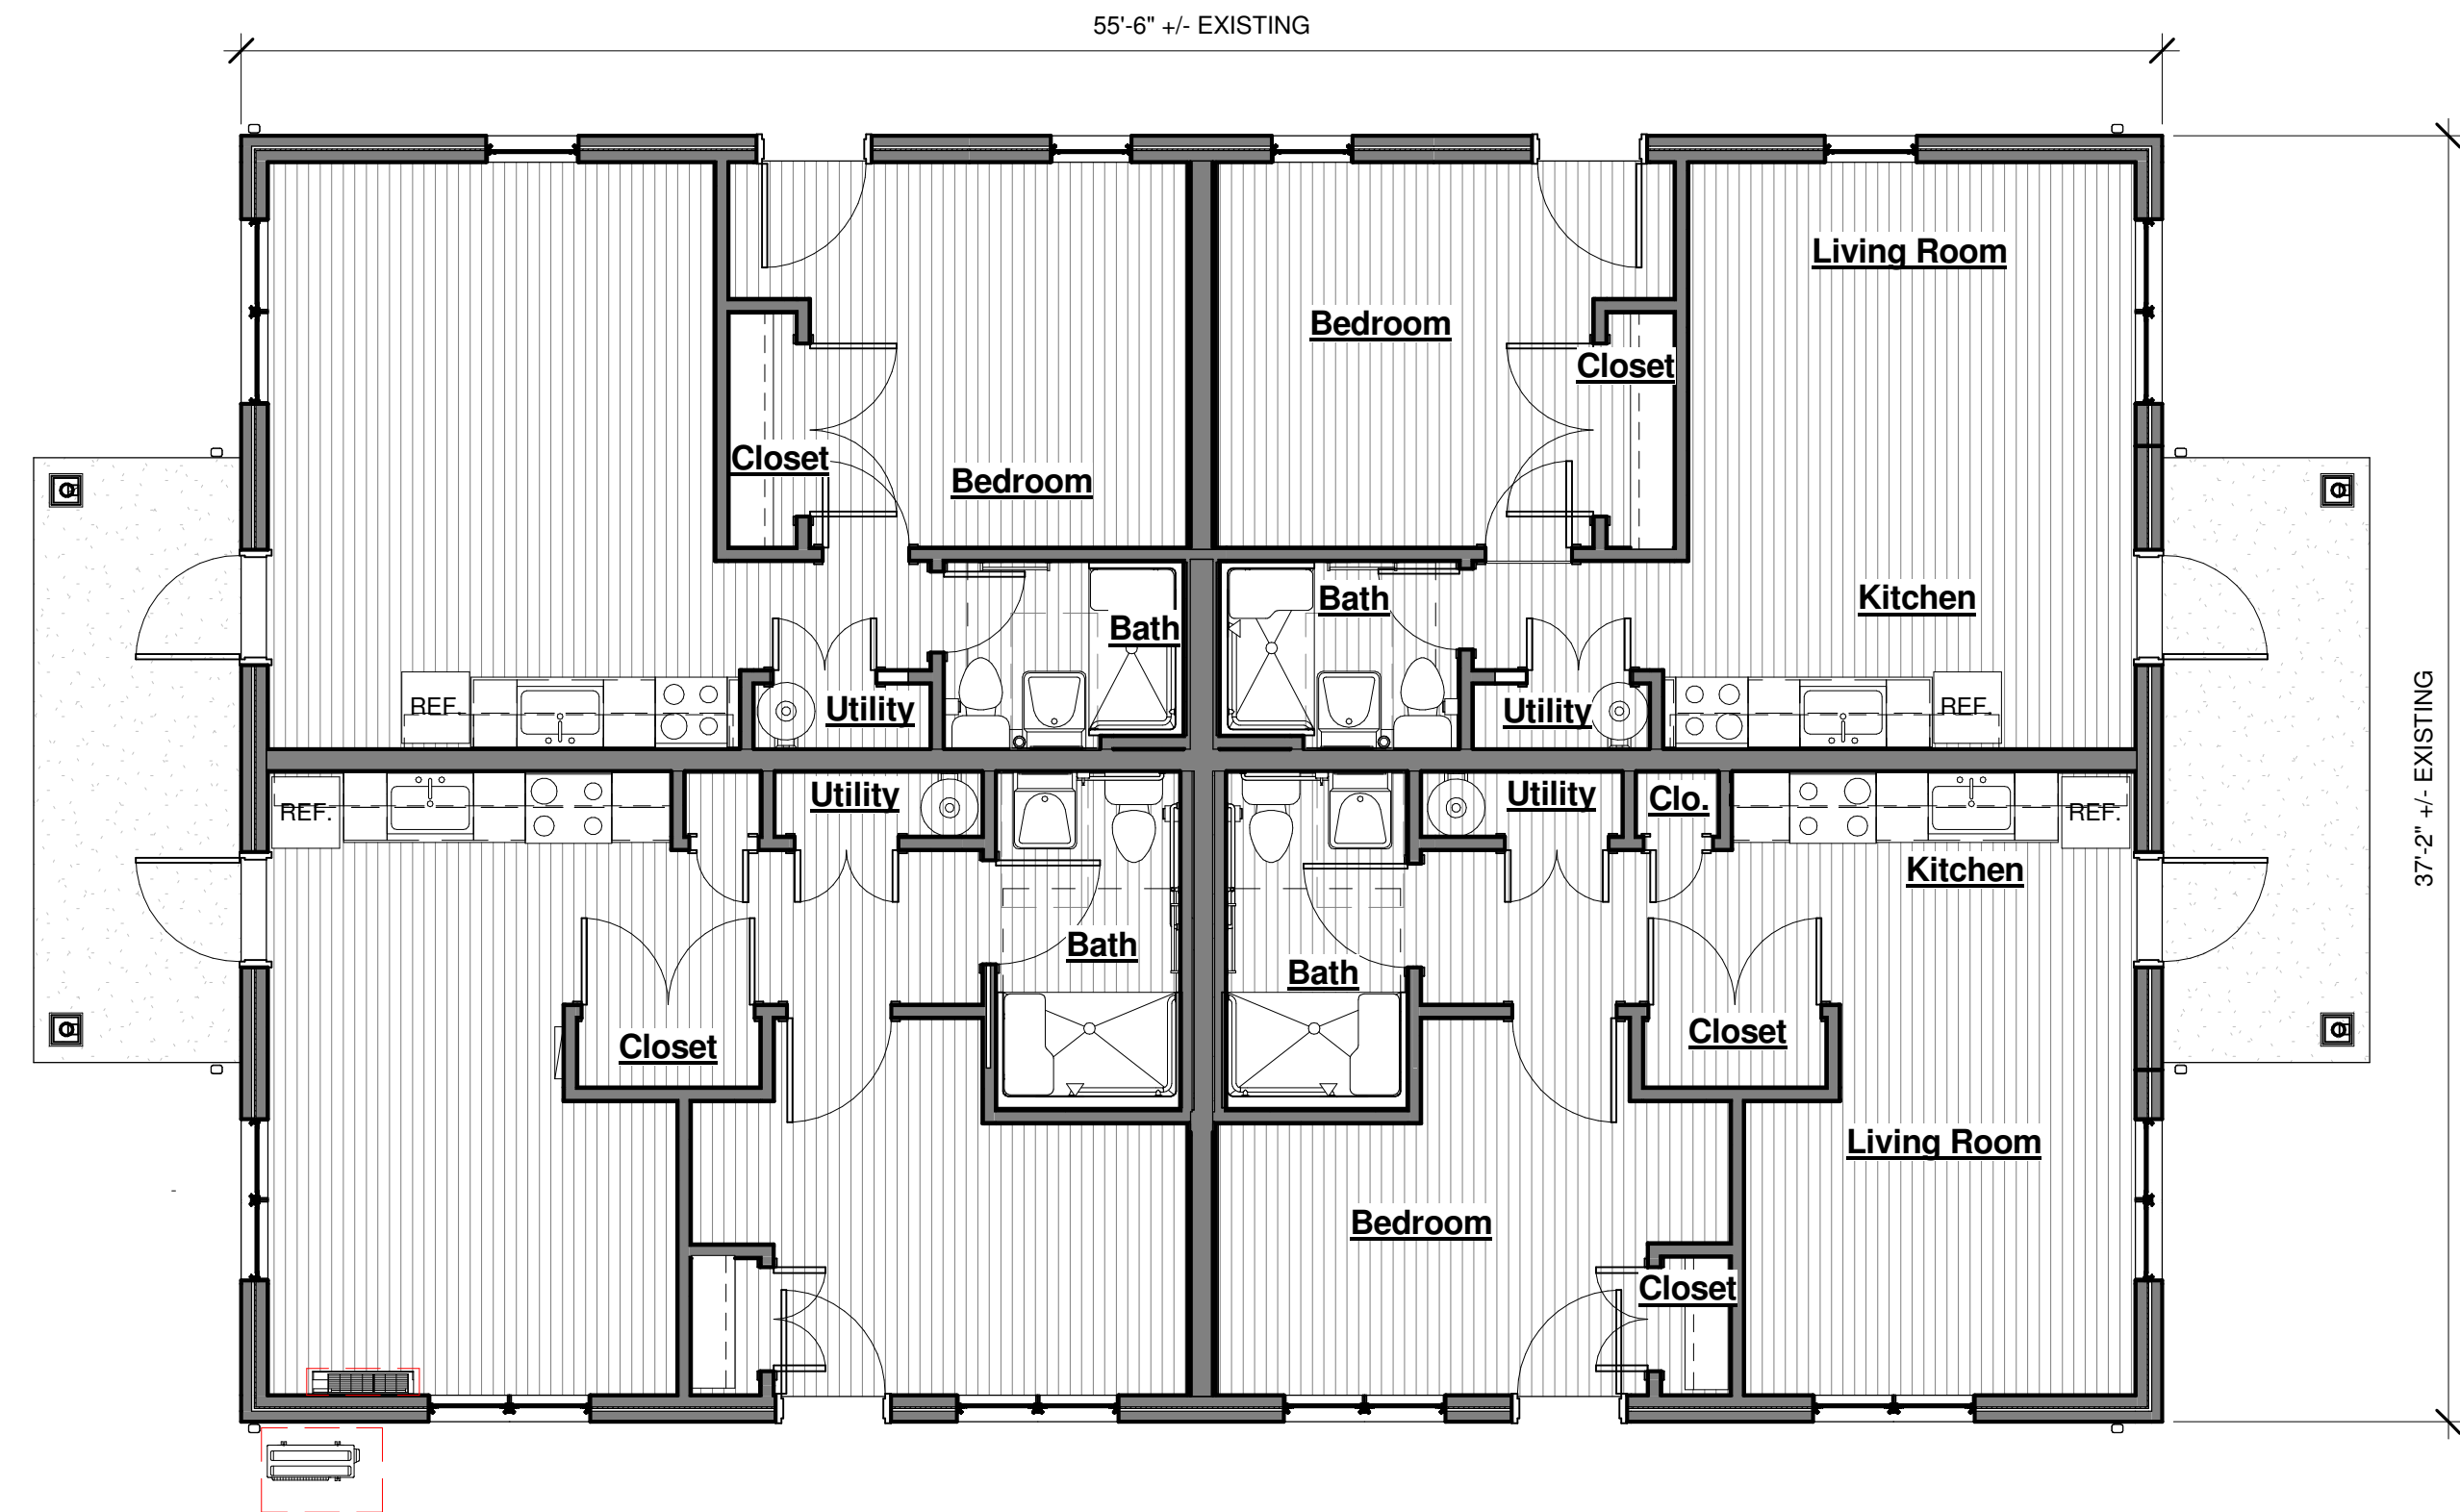 55'-6" +/- EXISTING
Living Room
Bedroom
Closet
Closet
Bedroom
Kitchen
Bath
Bath
REF.
Utility
Utility
REF.
37'-2" +/- EXISTING
REF.
Utility
Utility
Clo.
REF.
Kitchen
Bath
Bath
Closet
Closet
Living Room
Bedroom
Closet